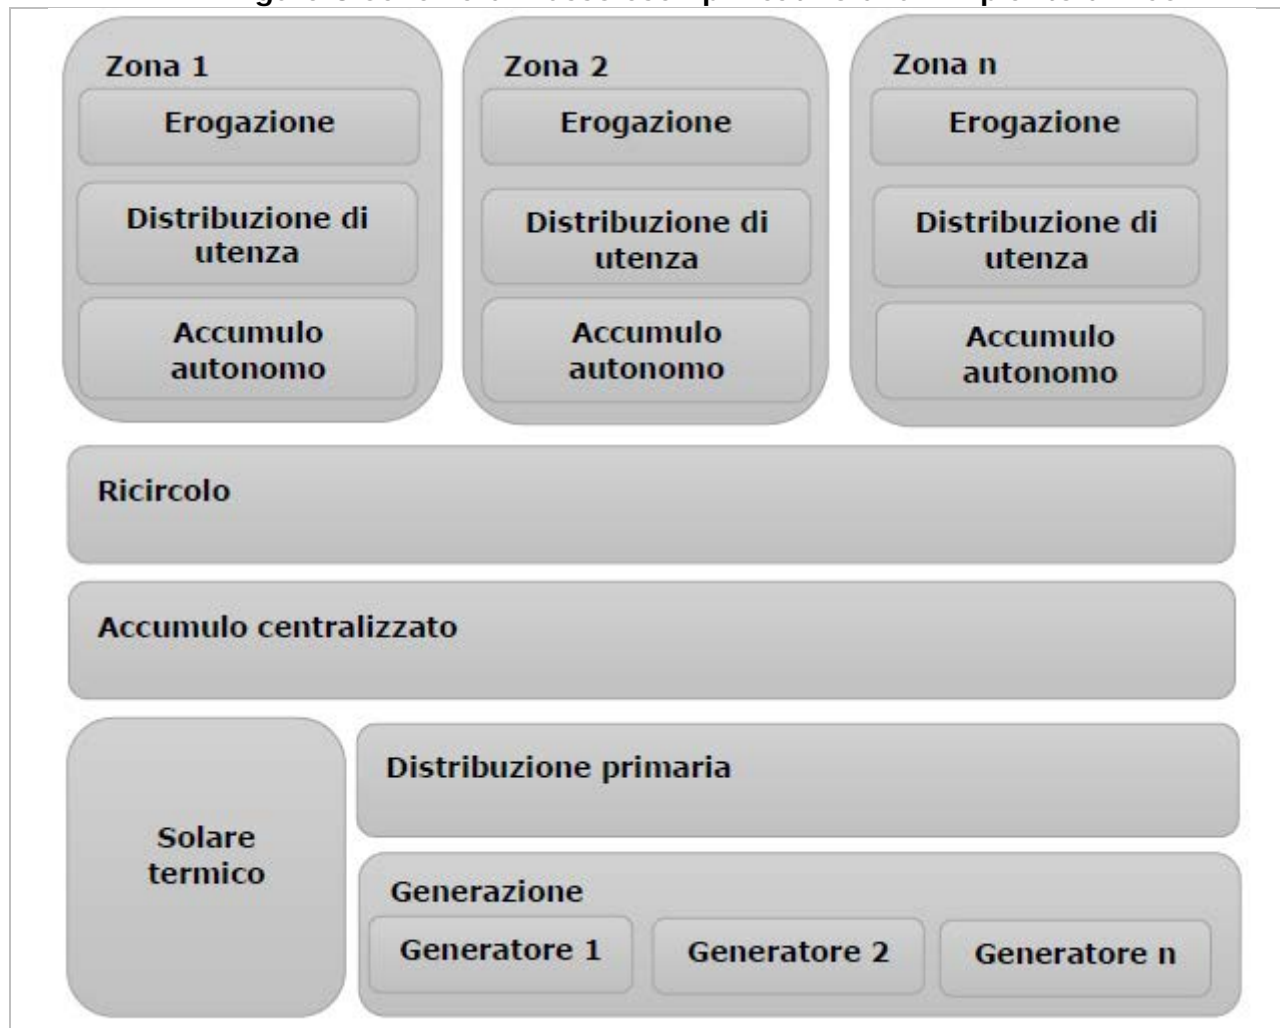 Zona 1
Erogazione
Distribuzione di
utenza
Accumulo
autonomo
Zona 2
Erogazione
Distribuzione di
utenza
Accumulo
autonomo
Zona n
Erogazione
Distribuzione di
utenza
Accumulo
autonomo
Ricircolo
Accumulo centralizzato
Solare
termico
Distribuzione primaria
Generazione
Generatore 1
Generatore 2
Generatore n